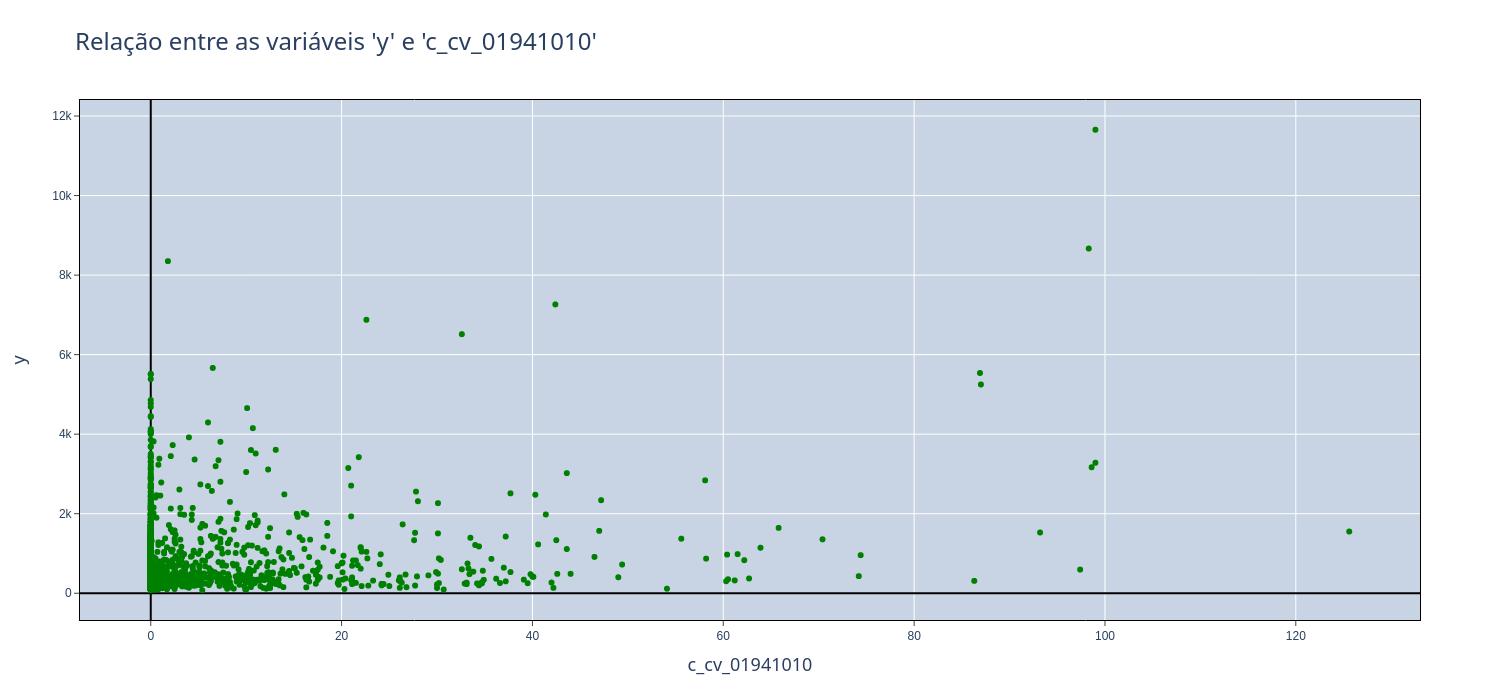 Relação entre as variáveis 'y' e 'c_cv_01941010'
12k
10k
8k
6k
4k
2k
0
y
0 20 40 60 80 100 120
c_cv_01941010